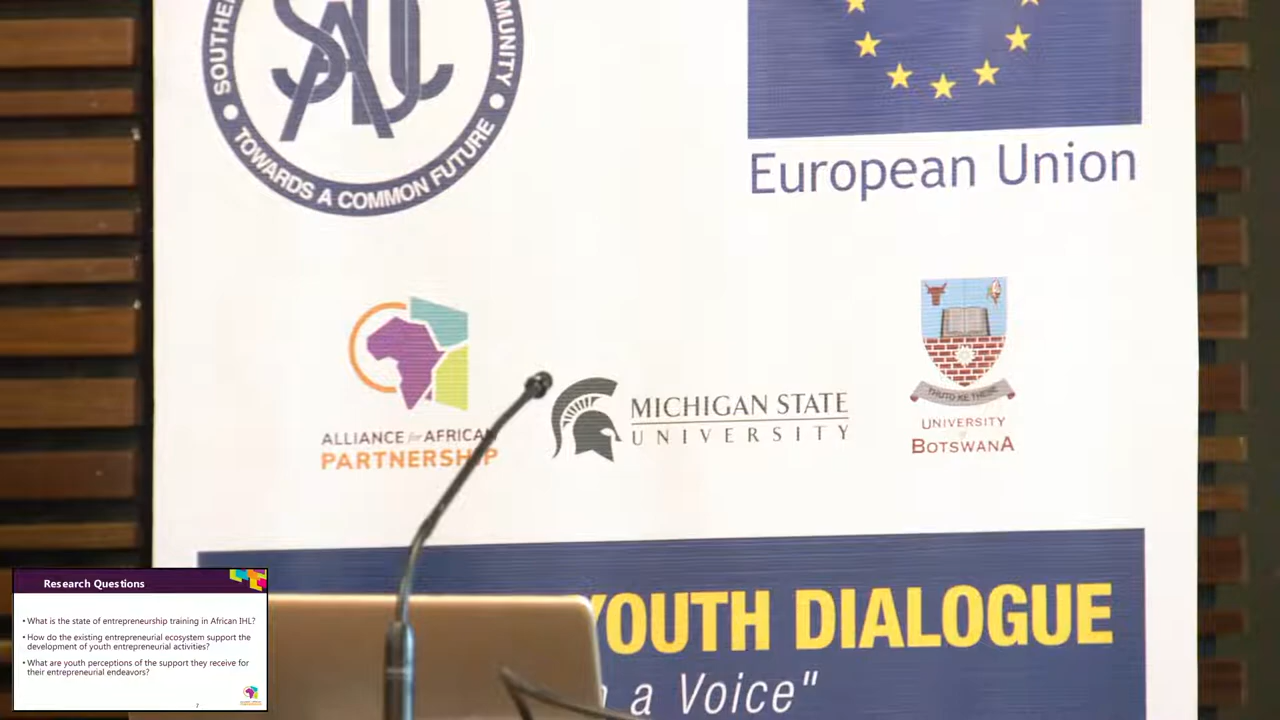 SOUTHE
MUNITY
SADC
TOWARDS A COMMON FUTURE
European Union
ALLIANCE for AFRICAN
PARTNERSHIP
MICHIGAN STATE
UNIVERSITY
THUTO KE THEBE
UNIVERSITY
of
BOTSWANA
YOUTH DIALOGUE
a Voice"
Research Questions
• What is the state of entrepreneurship training in African IHL?
• How do the existing entrepreneurial ecosystem support the
development of youth entrepreneurial activities?
• What are youth perceptions of the support they receive for
their entrepreneurial endeavors?
7